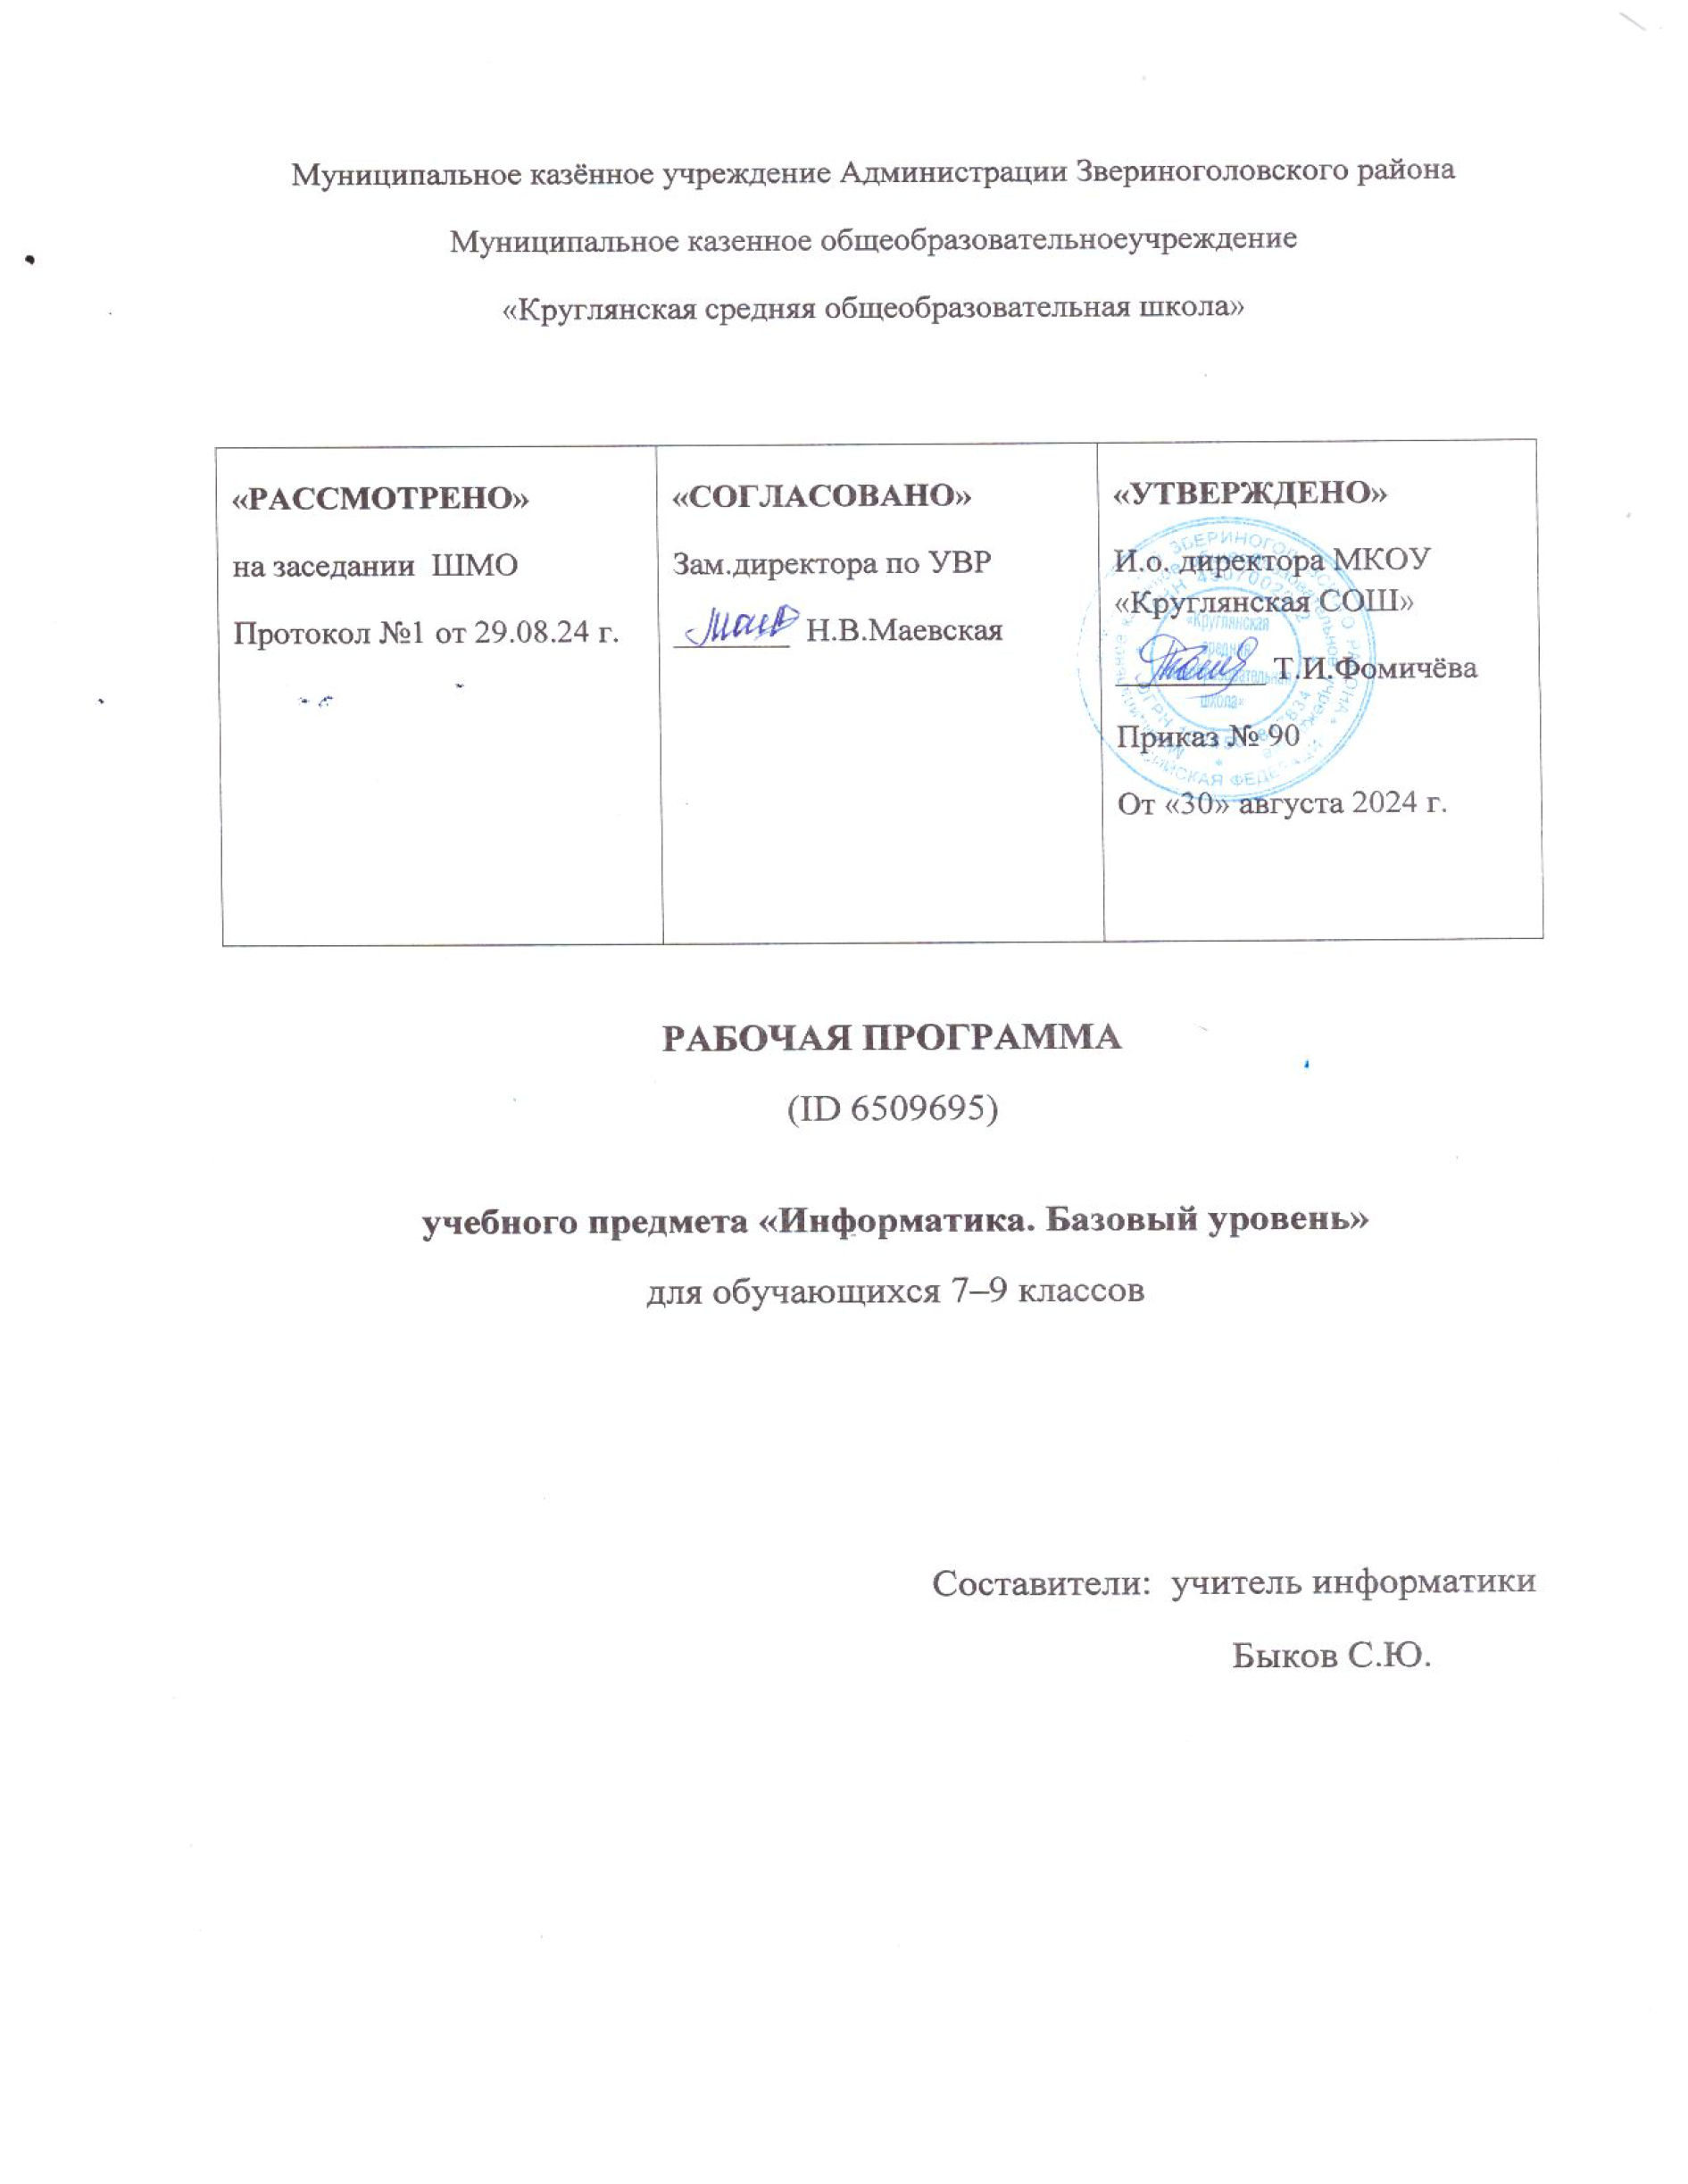 Муниципальное казённое учреждение Администрации Звериноголовского района
Муниципальное казенное общеобразовательноеучреждение
«Круглянская средняя общеобразовательная школа»
«РАССМОТРЕНО»
на заседании ШМО
Протокол №1 от 29.08.24 г.
«СОГЛАСОВАНО»
Зам.директора по УВР
Н.В.Маевская
«УТВЕРЖДЕНО»
И.о. директора МКОУ
«Круглянская СОШ»
Т.И.Фомичёва
Приказ № 90
От «30» августа 2024 г.
«Круглянская
школа»
РАБОЧАЯ ПРОГРАММА
(ID 6509695)
учебного предмета «Информатика. Базовый уровень»
для обучающихся 7–9 классов
Составители: учитель информатики
Быков С.Ю.